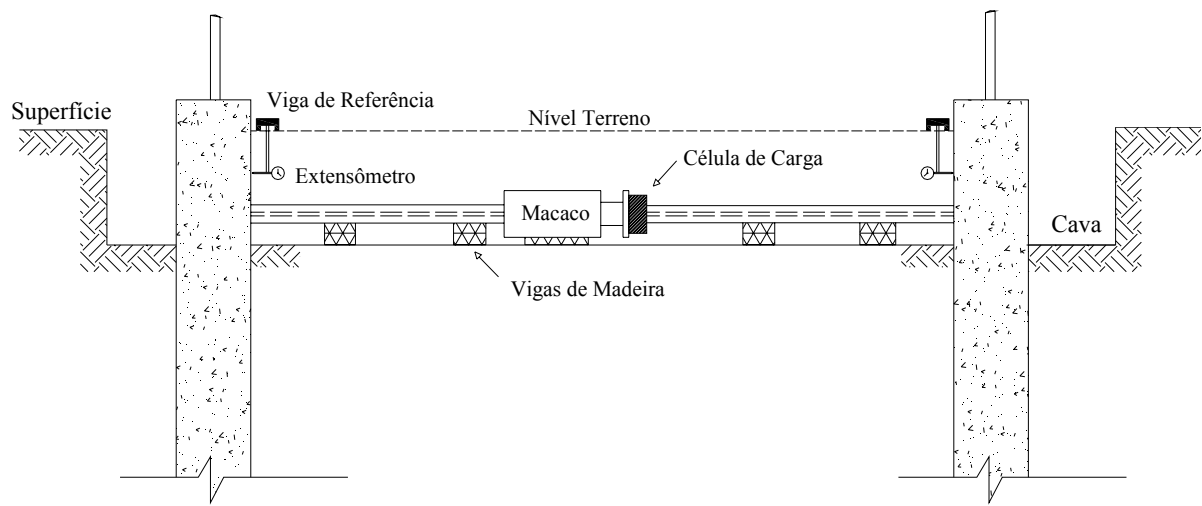 Viga de Referência
Superfície
Nível Terreno
Célula de Carga
Extensômetro
Macaco
Cava
Vigas de Madeira